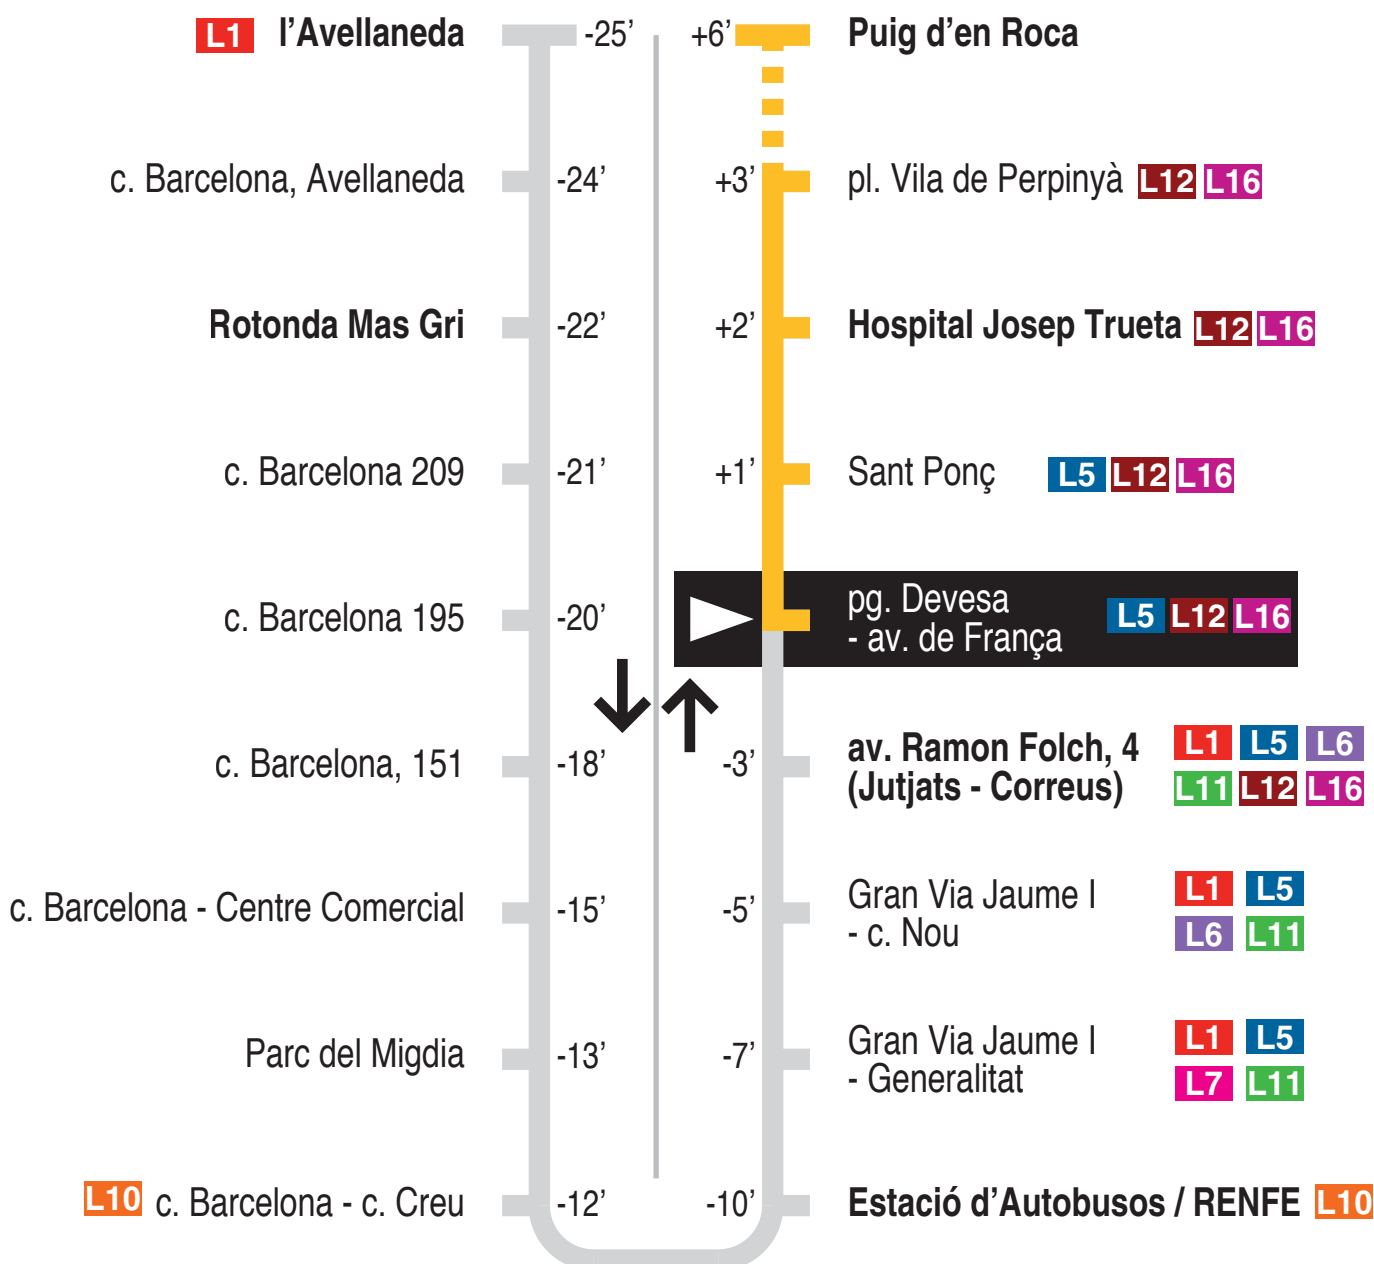 L1 l’Avellaneda -25’ +6’ Puig d’en Roca
c. Barcelona, Avellaneda -24’ +3’ pl. Vila de Perpinyà L12 L16
Rotonda Mas Gri -22’ +2’ Hospital Josep Trueta L12 L16
c. Barcelona 209 -21’ +1’ Sant Ponç L5 L12 L16
c. Barcelona 195 -20’ pg. Devesa
- av. de França L5 L12 L16
c. Barcelona, 151 -18’ -3’ av. Ramon Folch, 4 L1 L5 L6
(Jutjats - Correus) L11 L12 L16
c. Barcelona - Centre Comercial -15’ -5’ Gran Via Jaume I L1 L5
- c. Nou L6 L11
Parc del Migdia -13’ -7’ Gran Via Jaume I L1 L5
- Generalitat L7 L11
L10 c. Barcelona - c. Creu -12’ -10’ Estació d’Autobusos / RENFE L10